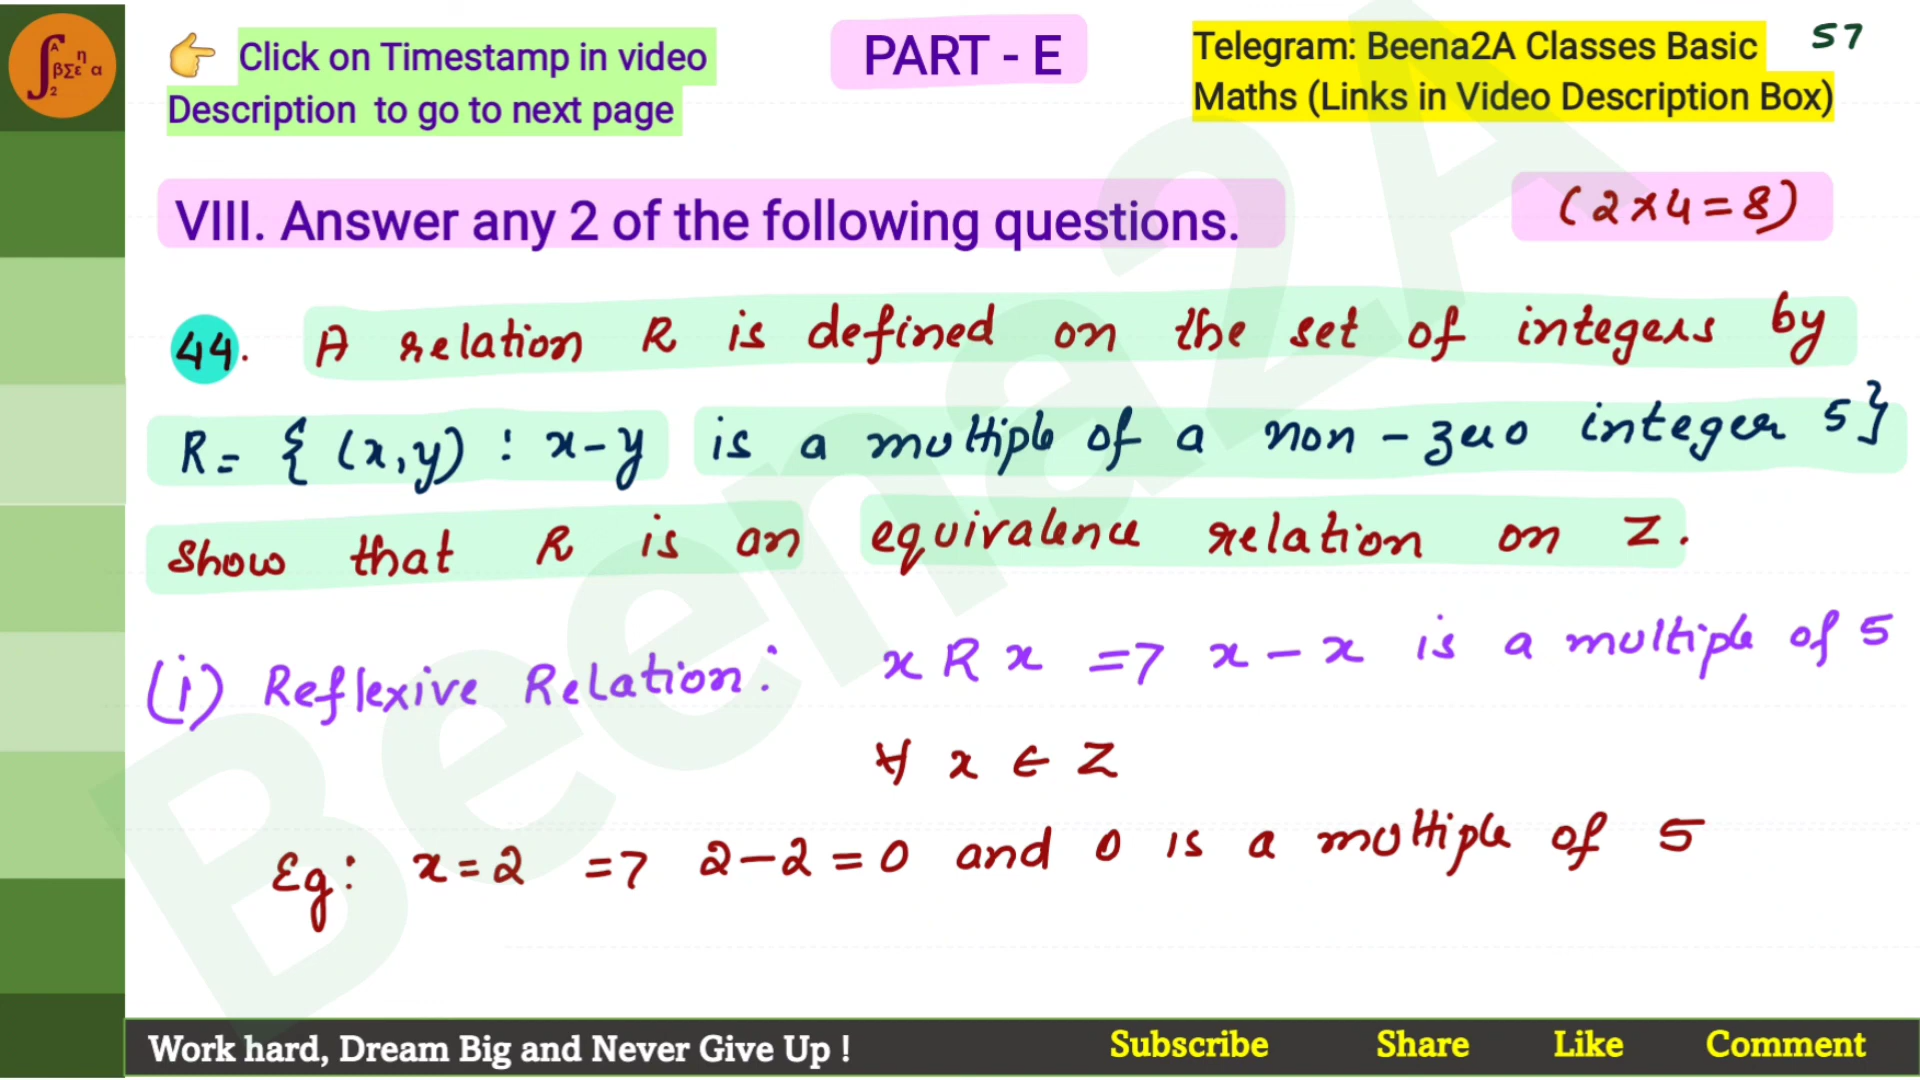 Click on Timestamp in video
Description to go to next page
PART - E
Telegram: Beena2A Classes Basic
Maths (Links in Video Description Box)
57
VIII. Answer any 2 of the following questions.
(2×4=8)
44. A relation R is defined on the set of integers by
R = { (x,y) : x-y is a multiple of a non-zero integer 5}
Show that R is an equivalence relation on Z.
(i) Reflexive Relation: x R x => x - x is a multiple of 5
∀ x ∈ Z
Eg: x=2 => 2-2=0 and 0 is a multiple of 5
Beena2A
Work hard, Dream Big and Never Give Up !
Subscribe Share Like Comment